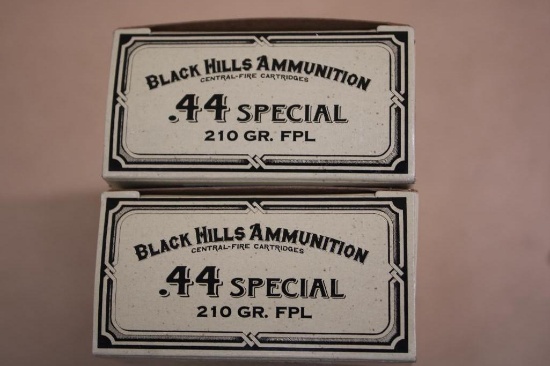 Black Hills Ammunition
CENTRAL-FIRE CARTRIDGES
.44 SPECIAL
210 GR. FPL
Black Hills Ammunition
CENTRAL-FIRE CARTRIDGES
.44 SPECIAL
210 GR. FPL